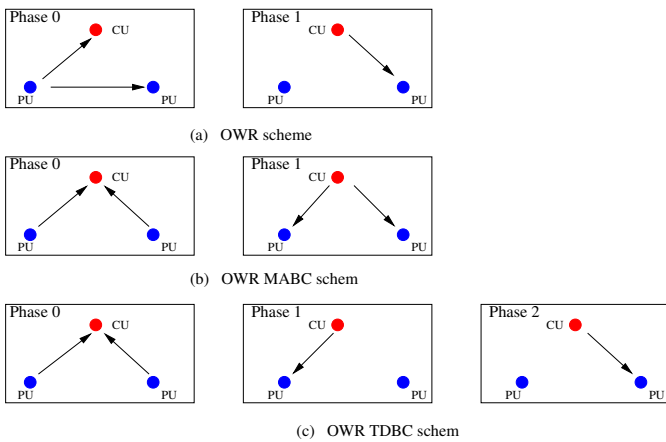 Phase 0
CU
PU
PU
Phase 1
CU
PU
PU
(a) OWR scheme
Phase 0
CU
PU
PU
Phase 1
CU
PU
PU
(b) OWR MABC schem
Phase 0
CU
PU
PU
Phase 1
CU
PU
PU
Phase 2
CU
PU
PU
(c) OWR TDBC schem